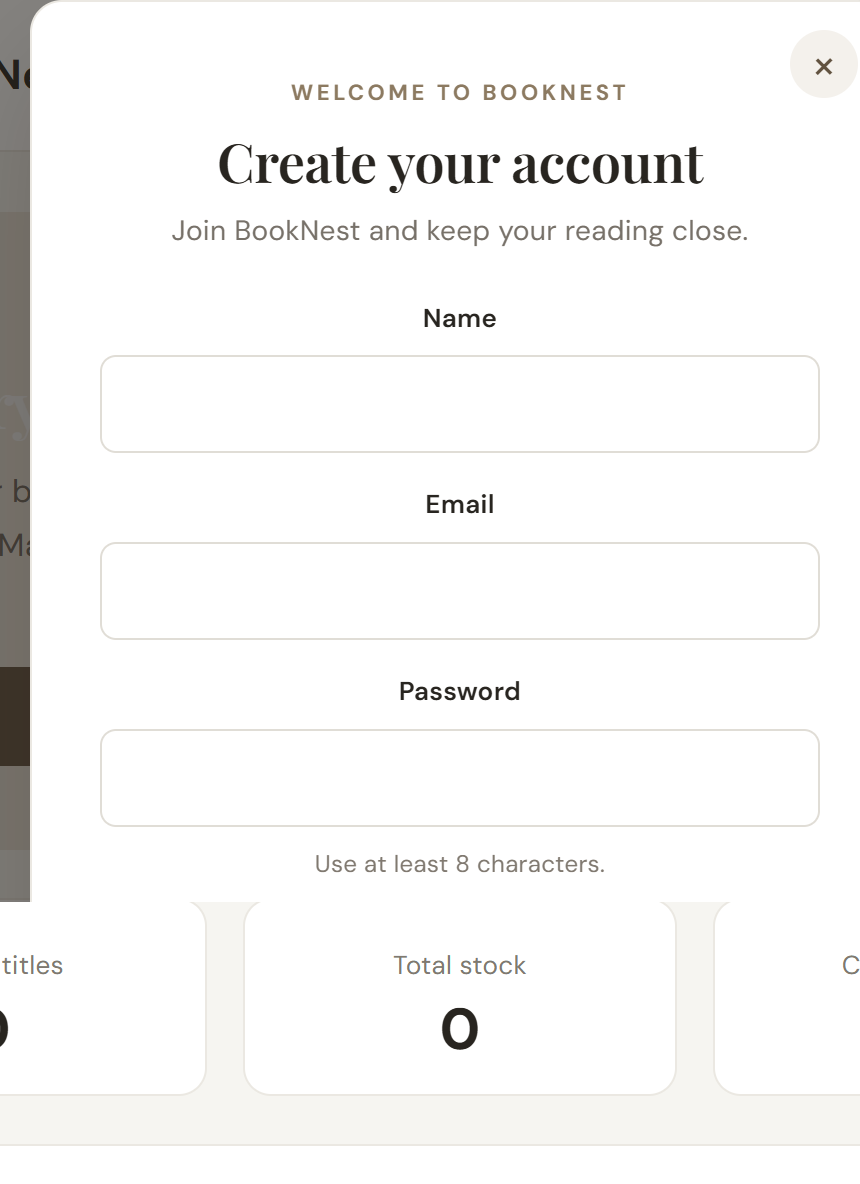 WELCOME TO BOOKNEST
×
Create your account
Join BookNest and keep your reading close.
Name
Email
Password
Use at least 8 characters.
titles
Total stock
0